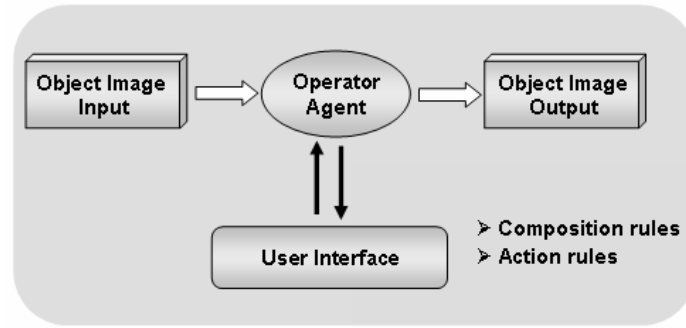 Object Image
Input
Operator
Agent
Object Image
Output
User Interface
➢ Composition rules
➢ Action rules